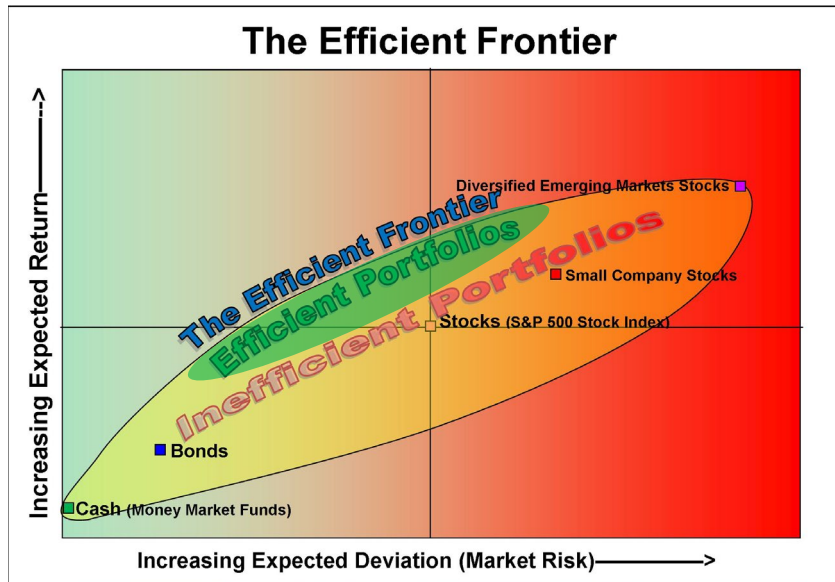 The Efficient Frontier
Increasing Expected Return
Diversified Emerging Markets Stocks
The Efficient Frontier
Efficient Portfolios
Inefficient Portfolios
Small Company Stocks
Stocks (S&P 500 Stock Index)
Bonds
Cash (Money Market Funds)
Increasing Expected Deviation (Market Risk)